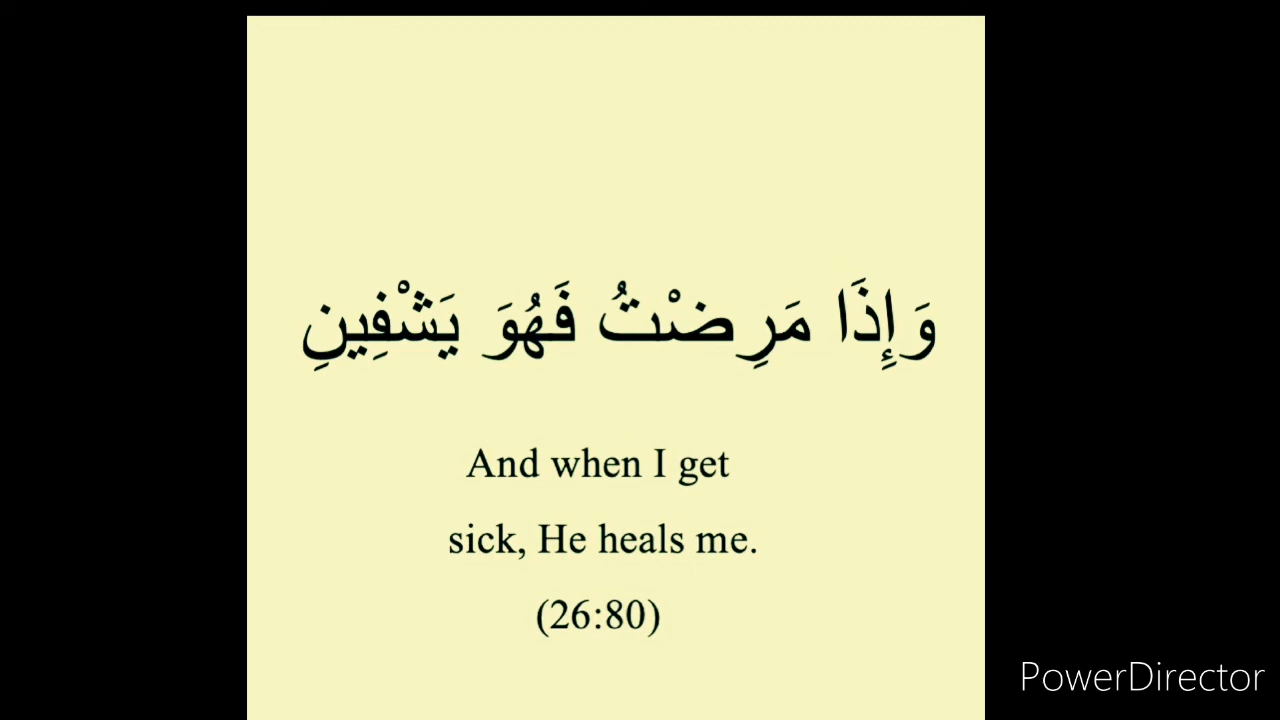 وَإِذَا مَرِضْتُ فَهُوَ يَشْفِينِ
And when I get
sick, He heals me.
(26:80)
PowerDirector